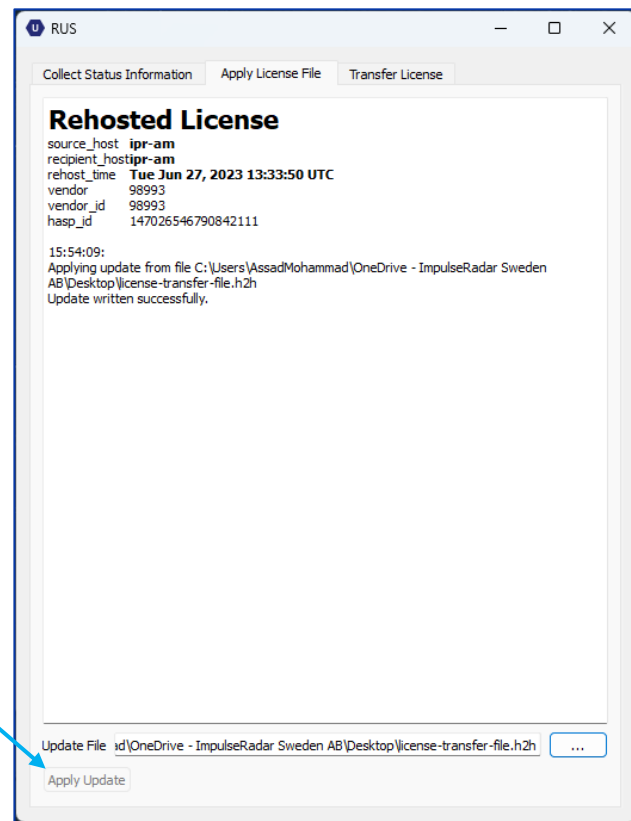 U RUS
Collect Status Information Apply License File Transfer License
Rehosted License
source_host ipr-am
recipient_host ipr-am
rehost_time Tue Jun 27, 2023 13:33:50 UTC
vendor 98993
vendor_id 98993
hasp_id 147026546790842111
15:54:09:
Applying update from file C:\Users\AssadMohammad\OneDrive - ImpulseRadar Sweden
AB\Desktop\license-transfer-file.h2h
Update written successfully.
Update File ad\OneDrive - ImpulseRadar Sweden AB\Desktop\license-transfer-file.h2h ...
Apply Update